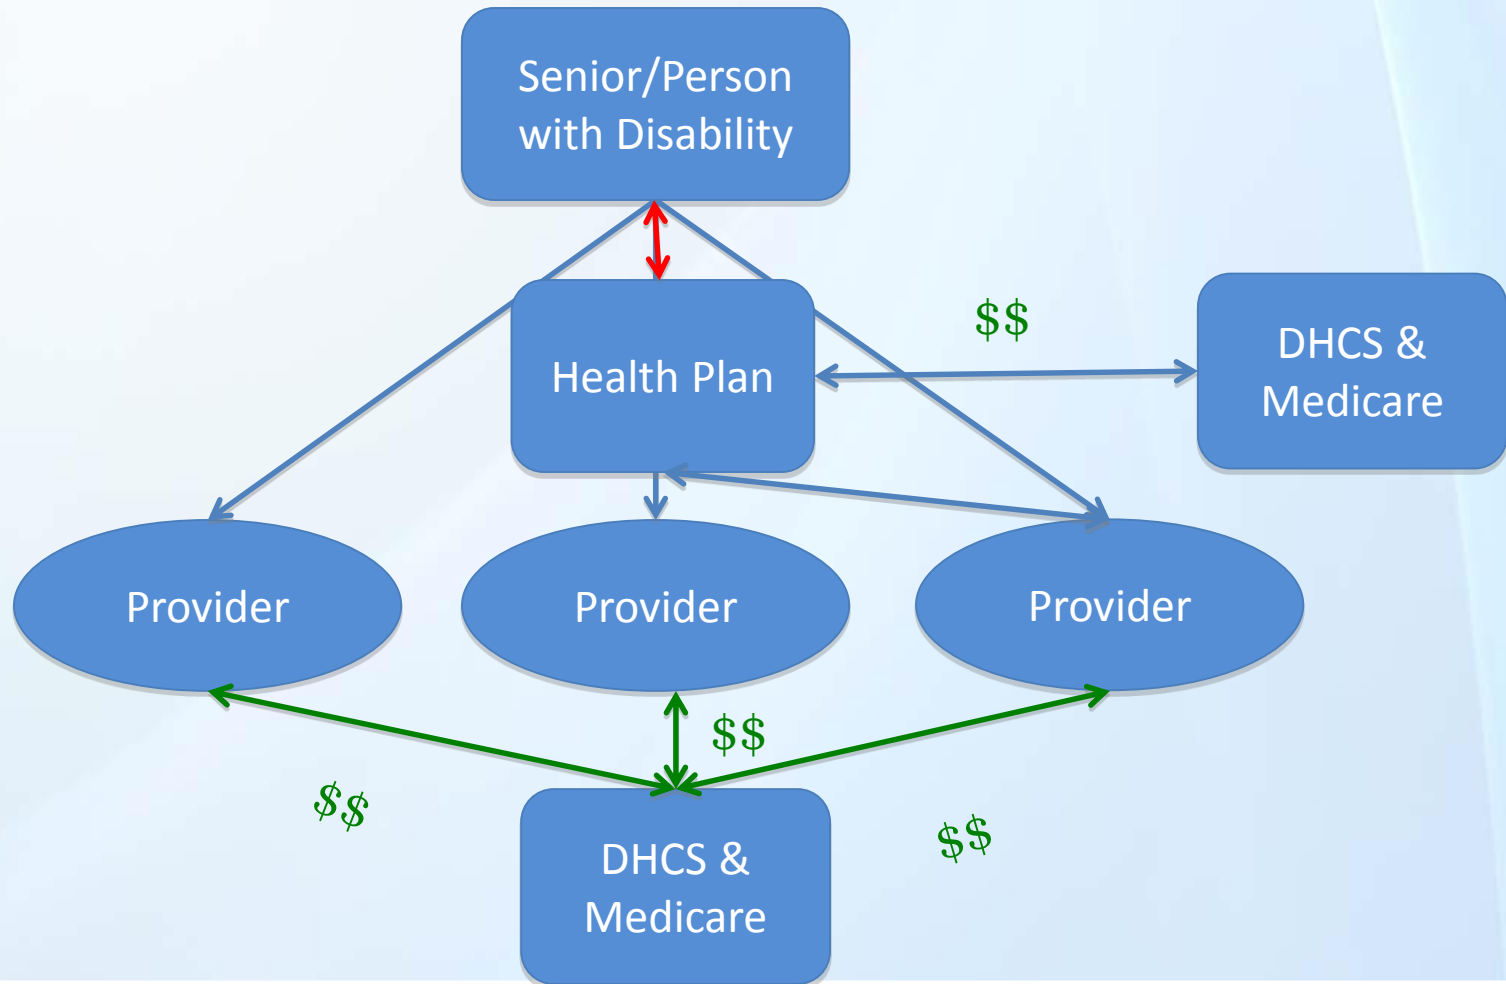 Senior/Person
with Disability
$$
Health Plan
DHCS &
Medicare
Provider
Provider
Provider
$$
$$
$$
DHCS &
Medicare